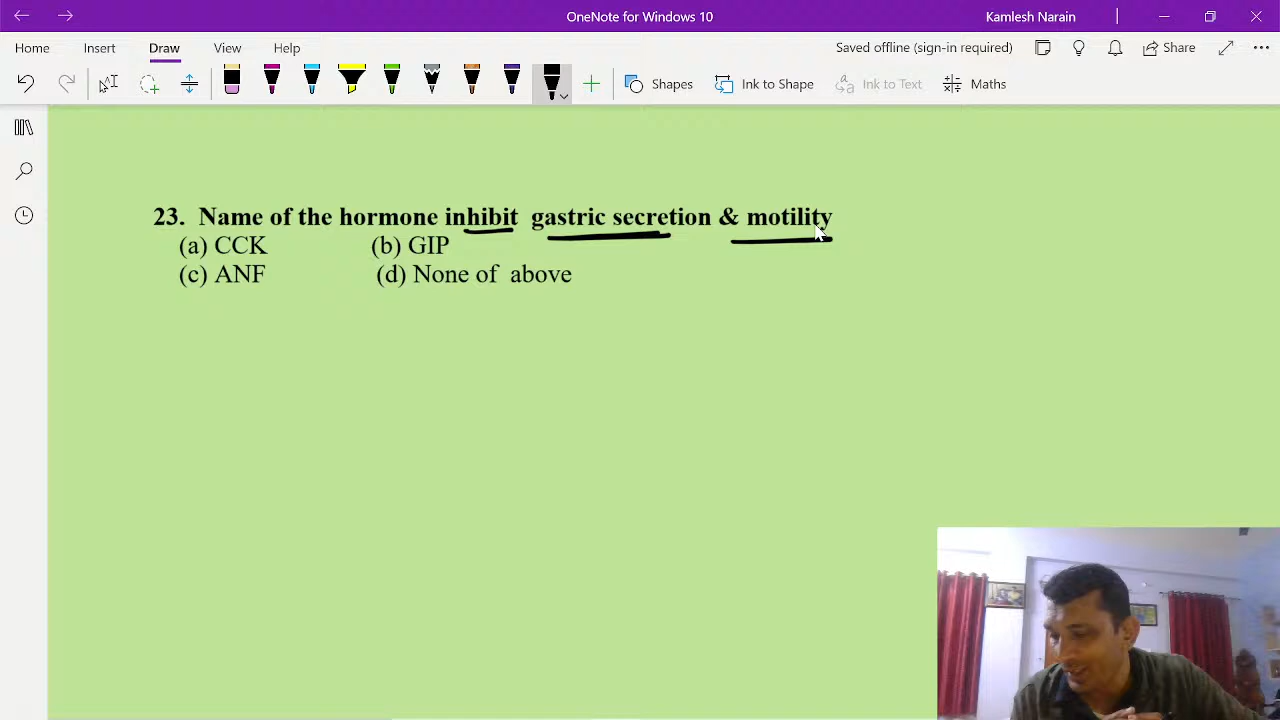 OneNote for Windows 10
Kamlesh Narain
Home Insert Draw View Help
Saved offline (sign-in required)
Share
Shapes
Ink to Shape
Ink to Text
Maths
23. Name of the hormone inhibit gastric secretion & motility
(a) CCK (b) GIP
(c) ANF (d) None of above